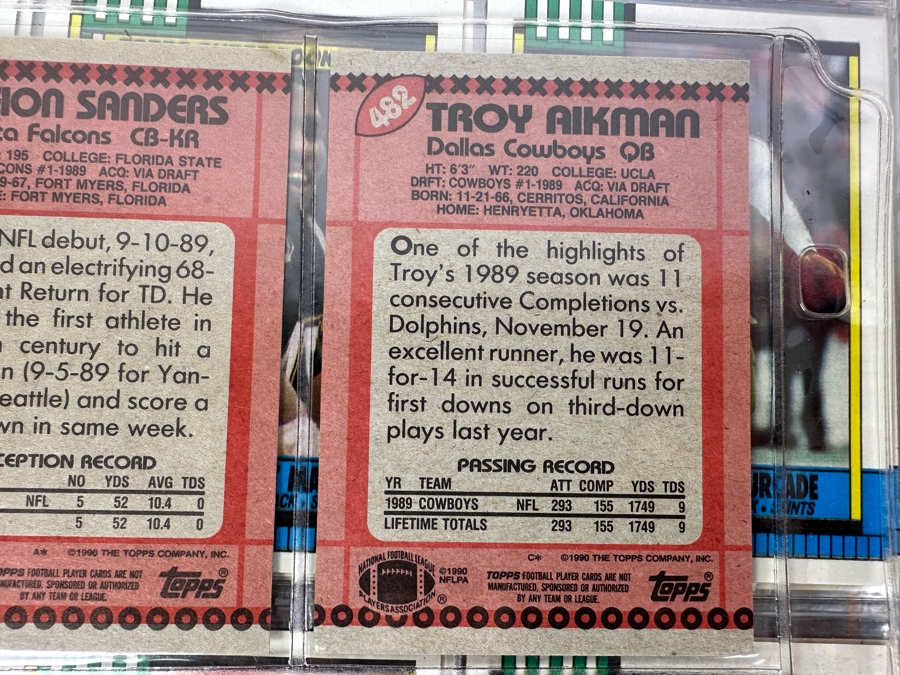 ION SANDERS
ta Falcons CB-KR
: 195 COLLEGE: FLORIDA STATE
CONS #1-1989 ACQ: VIA DRAFT
9-67, FORT MYERS, FLORIDA
E: FORT MYERS, FLORIDA
NFL debut, 9-10-89,
d an electrifying 68-
nt Return for TD. He
the first athlete in
n century to hit a
n (9-5-89 for Yan-
eattle) and score a
wn in same week.
CEPTION RECORD
NO YDS AVG TDS
NFL 5 52 10.4 0
5 52 10.4 0
A* ©1990 THE TOPPS COMPANY, INC.
OPPS FOOTBALL PLAYER CARDS ARE NOT
NUFACTURED, SPONSORED OR AUTHORIZED
BY ANY TEAM OR LEAGUE.
Topps®
482
TROY AIKMAN
Dallas Cowboys QB
HT: 6'3" WT: 220 COLLEGE: UCLA
DRFT: COWBOYS #1-1989 ACQ: VIA DRAFT
BORN: 11-21-66, CERRITOS, CALIFORNIA
HOME: HENRYETTA, OKLAHOMA
One of the highlights of
Troy's 1989 season was 11
consecutive Completions vs.
Dolphins, November 19. An
excellent runner, he was 11-
for-14 in successful runs for
first downs on third-down
plays last year.
PASSING RECORD
YR TEAM ATT COMP YDS TDS
1989 COWBOYS NFL 293 155 1749 9
LIFETIME TOTALS 293 155 1749 9
C* ©1990 THE TOPPS COMPANY, INC.
NATIONAL FOOTBALL LEAGUE
PLAYERS ASSOCIATION ®
©1990
NFLPA
TOPPS FOOTBALL PLAYER CARDS ARE NOT
MANUFACTURED, SPONSORED OR AUTHORIZED
BY ANY TEAM OR LEAGUE.
Topps®
URCADE
K • SAINTS